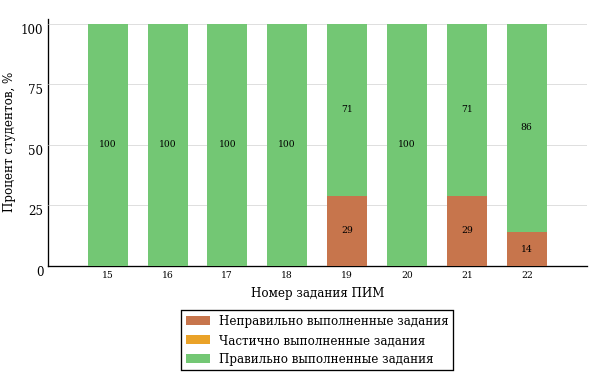 Процент студентов, %
100
75
50
25
0
100 100 100 100 71 100 71 86
29 29 14
15 16 17 18 19 20 21 22
Номер задания ПИМ
Неправильно выполненные задания
Частично выполненные задания
Правильно выполненные задания